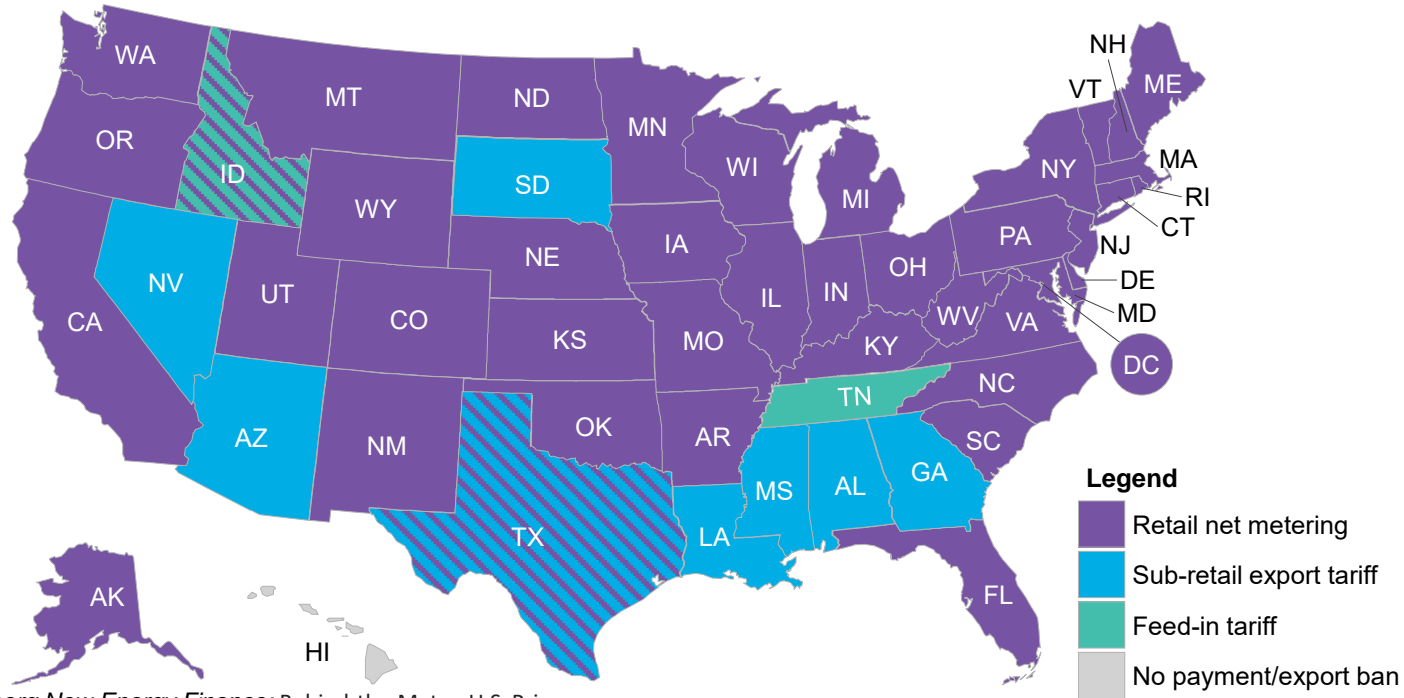 WA
MT
ND
MN
OR
ID
SD
WI
MI
NY
VT
NH
ME
MA
RI
CT
WY
IA
NE
PA
NJ
NV
UT
CO
IL
IN
OH
DE
MD
CA
KS
MO
WV
VA
KY
DC
AZ
NM
OK
AR
TN
NC
SC
MS
AL
GA
TX
LA
FL
AK
HI
Legend
Retail net metering
Sub-retail export tariff
Feed-in tariff
No payment/export ban
New Energy Finance: